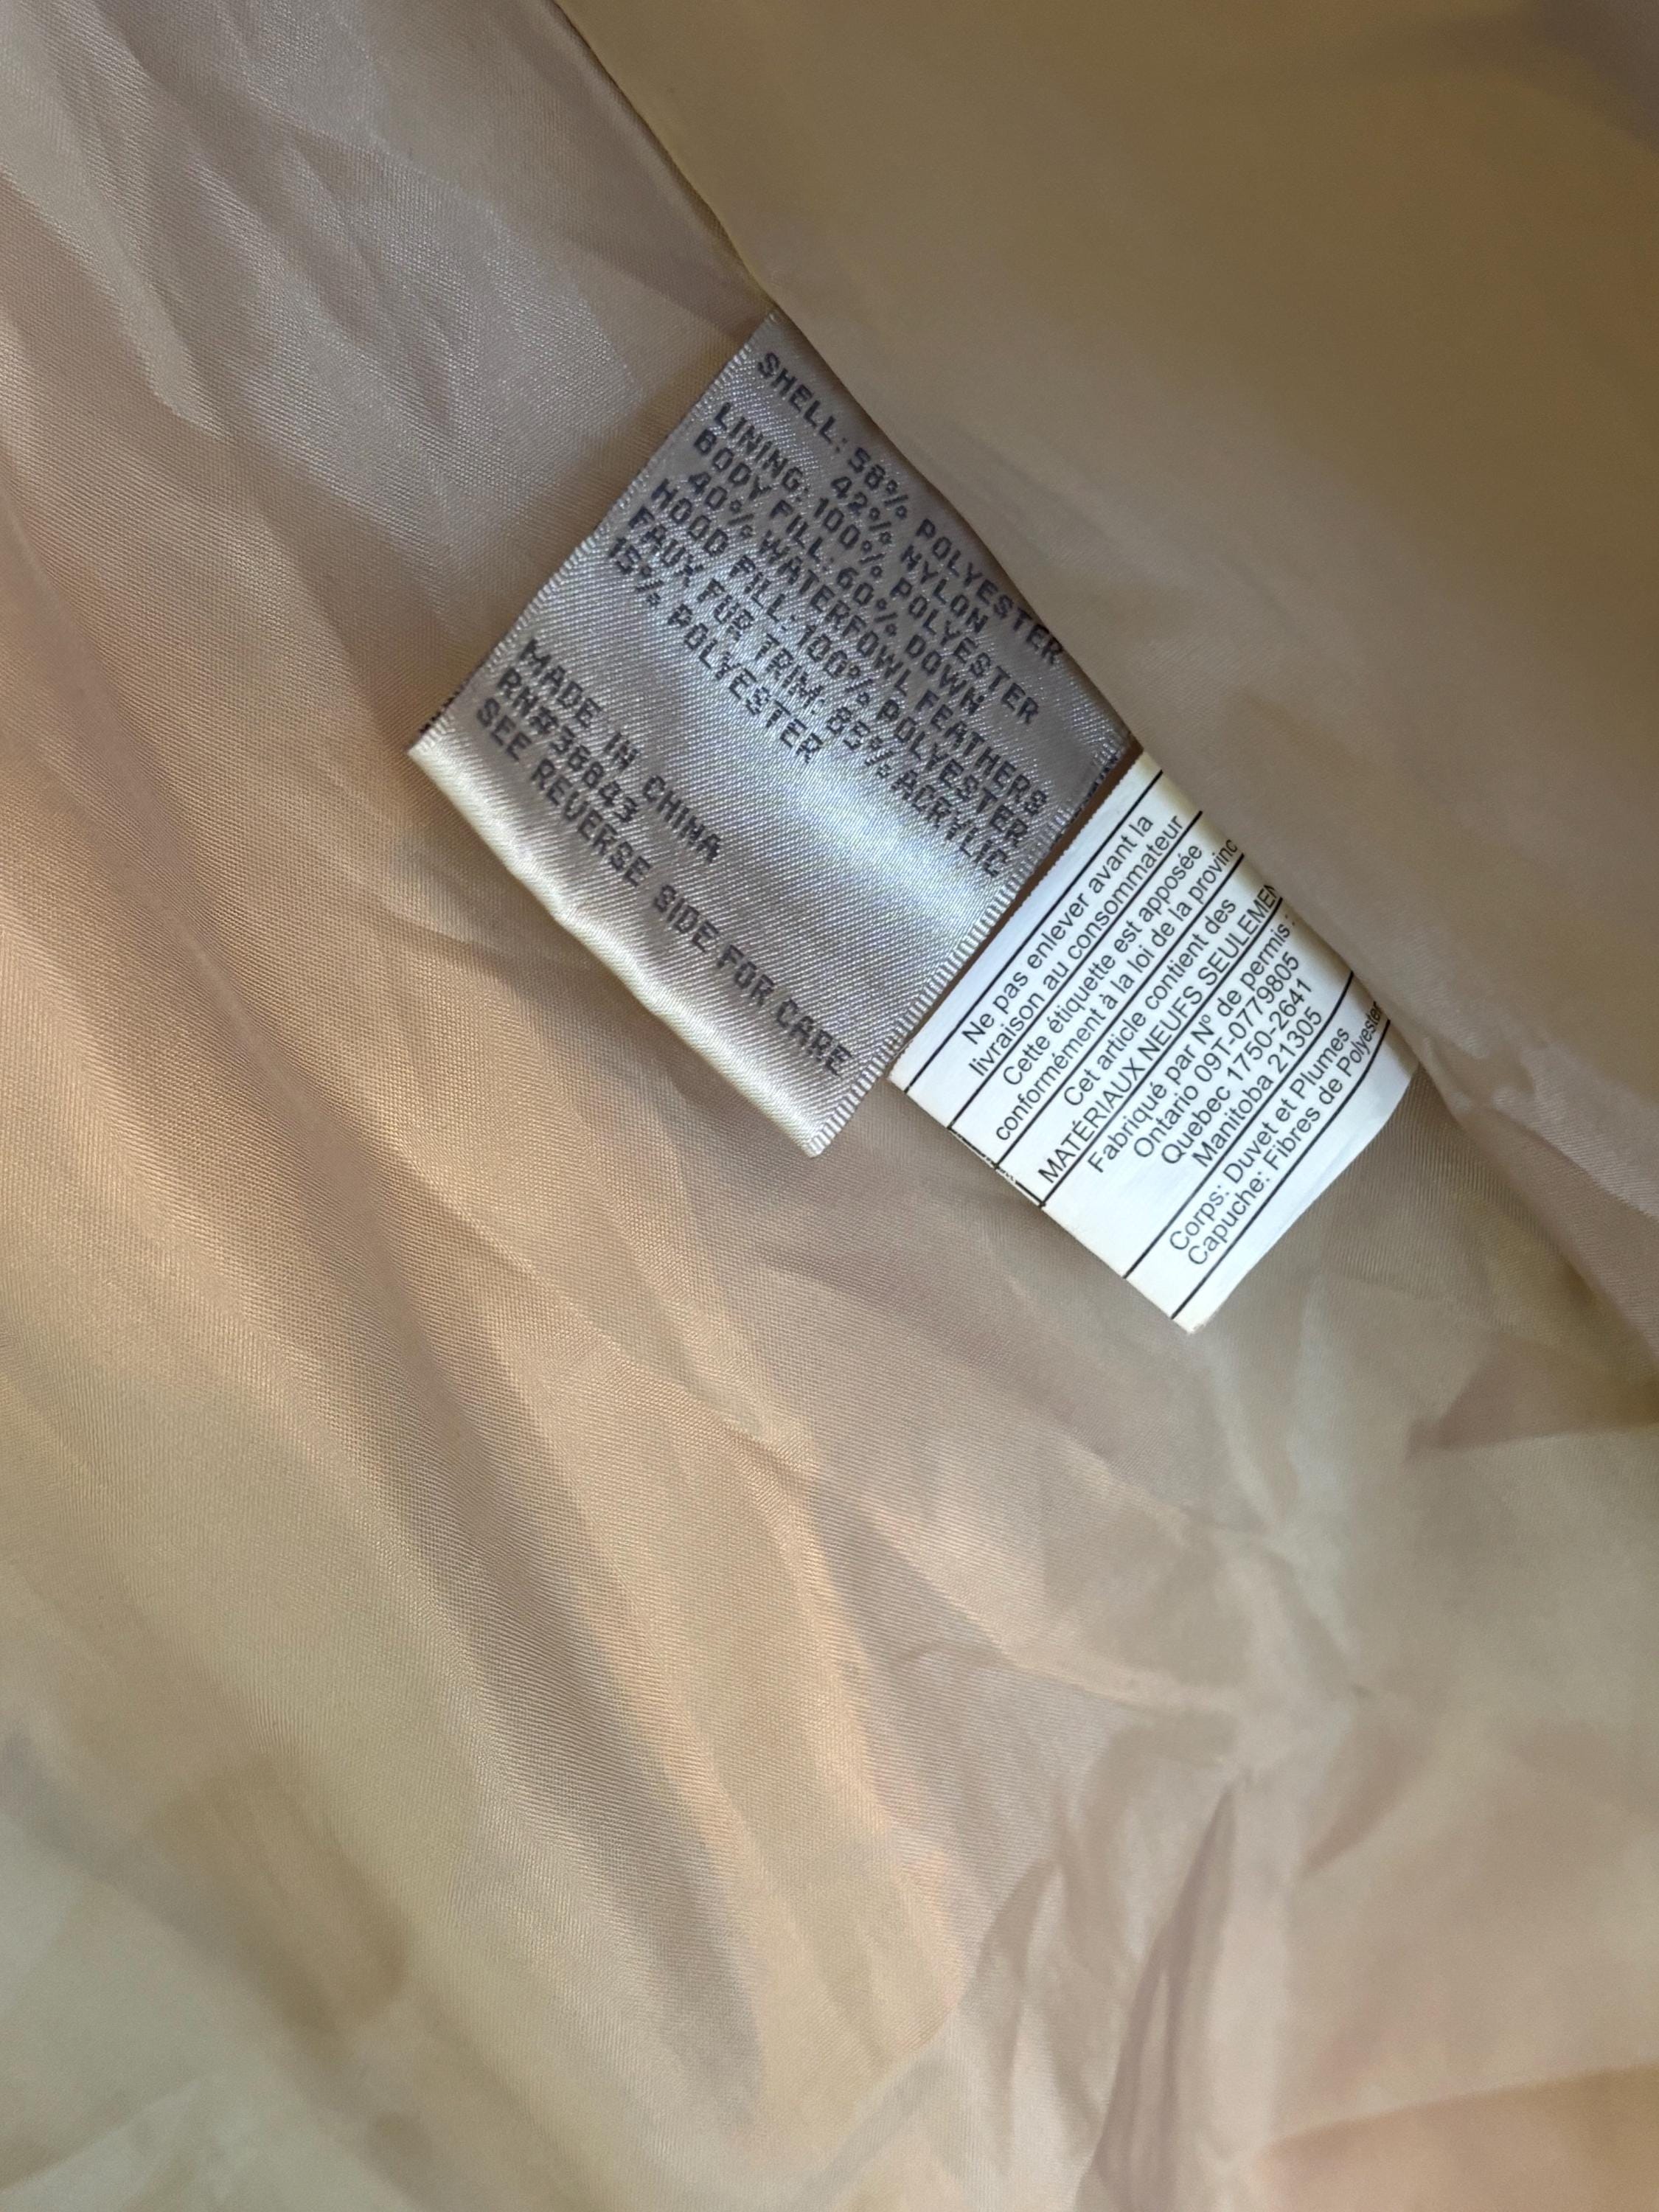 SHELL: 58% POLYESTER
42% NYLON
LINING: 100% POLYESTER
BODY FILL: 60% DOWN
40% WATERFOWL FEATHERS
HOOD FILL: 100% POLYESTER
FAUX FUR TRIM: 85% ACRYLIC
15% POLYESTER
MADE IN CHINA
RN#36843
SEE REVERSE SIDE FOR CARE
Ne pas enlever avant la
livraison au consommateur
Cette étiquette est apposée
conformément à la loi de la provinc
Cet article contient des
MATÉRIAUX NEUFS SEULEMEN
Fabriqué par Nº de permis:
Ontario 09T-0779805
Quebec 1750-2641
Manitoba 21305
Corps: Duvet et Plumes
Capuche: Fibres de Polyester